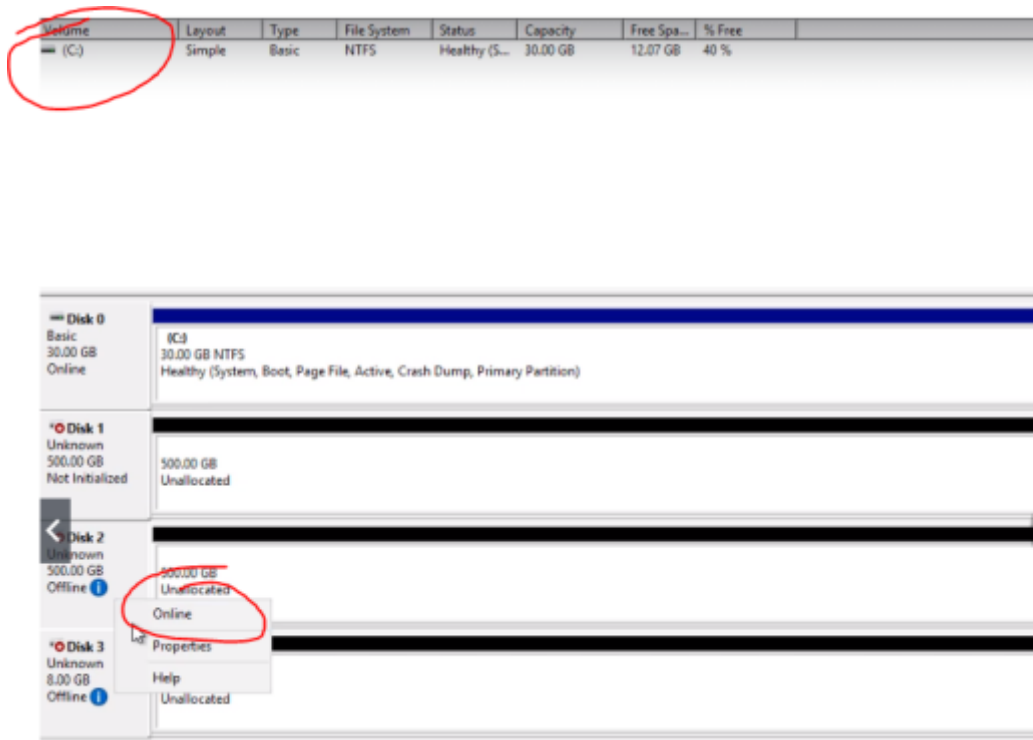 Volume Layout Type File System Status Capacity Free Spa... % Free
(C:) Simple Basic NTFS Healthy (S... 30.00 GB 12.07 GB 40 %
Disk 0
Basic
30.00 GB
Online
(C:)
30.00 GB NTFS
Healthy (System, Boot, Page File, Active, Crash Dump, Primary Partition)
Disk 1
Unknown
500.00 GB
Not Initialized
500.00 GB
Unallocated
Disk 2
Unknown
500.00 GB
Offline
500.00 GB
Unallocated
Online
Properties
Help
Disk 3
Unknown
8.00 GB
Offline
Unallocated